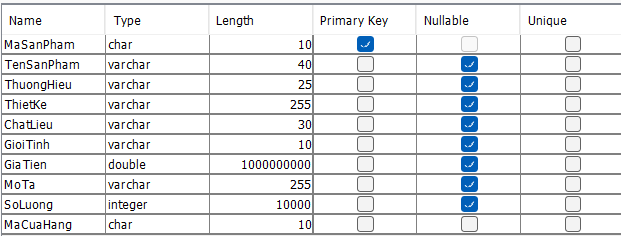 Name Type Length Primary Key Nullable Unique
MaSanPham char 10
TenSanPham varchar 40
ThuongHieu varchar 25
ThietKe varchar 255
ChatLieu varchar 30
GioiTinh varchar 10
GiaTien double 1000000000
MoTa varchar 255
SoLuong integer 10000
MaCuaHang char 10